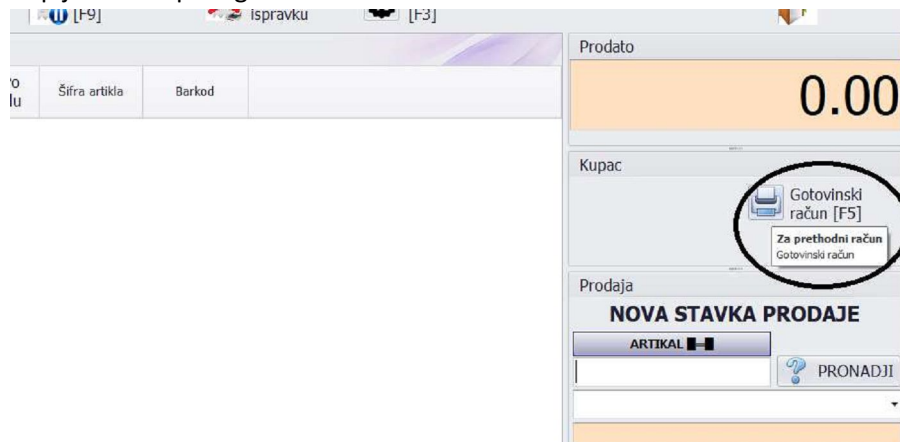 [F9]
ispravku
[F3]
Šifra artikla
Barkod
Prodato
0.00
Kupac
Gotovinski
račun [F5]
Za prethodni račun
Gotovinski račun
Prodaja
NOVA STAVKA PRODAJE
ARTIKAL
PRONADJI